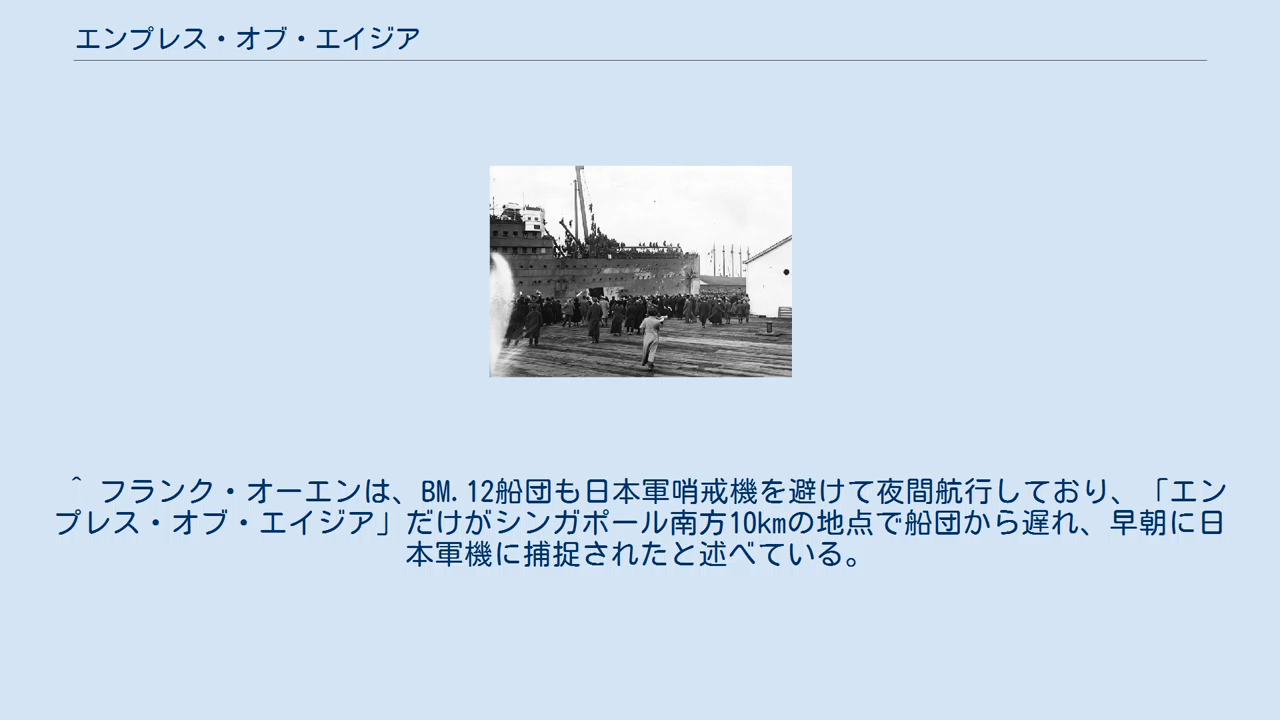 エンプレス・オブ・エイジア
^ フランク・オーエンは、BM.12船団も日本軍哨戒機を避けて夜間航行しており、「エン
プレス・オブ・エイジア」だけがシンガポール南方10kmの地点で船団から遅れ、早朝に日
本軍機に捕捉されたと述べている。